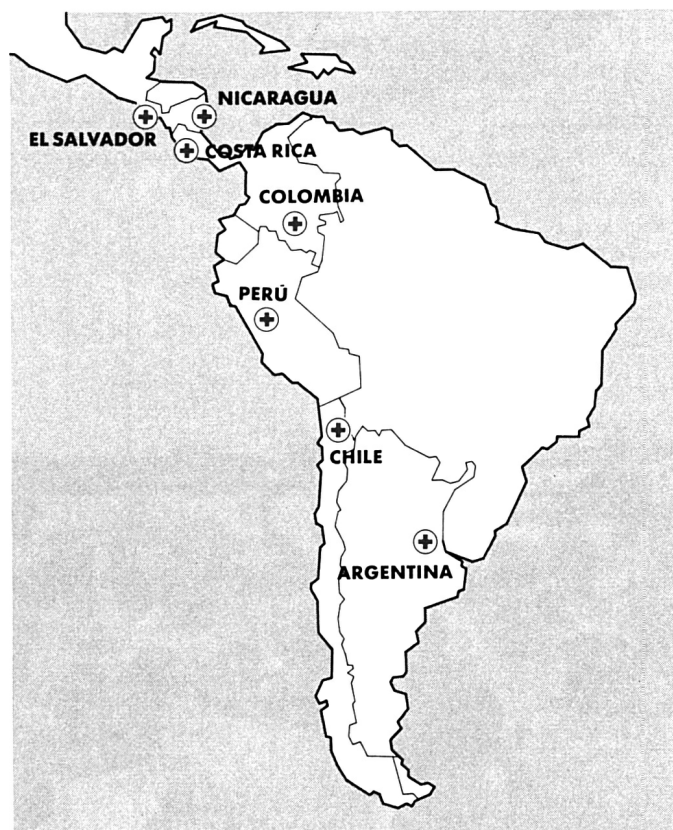 NICARAGUA
EL SALVADOR
COSTA RICA
COLOMBIA
PERÚ
CHILE
ARGENTINA